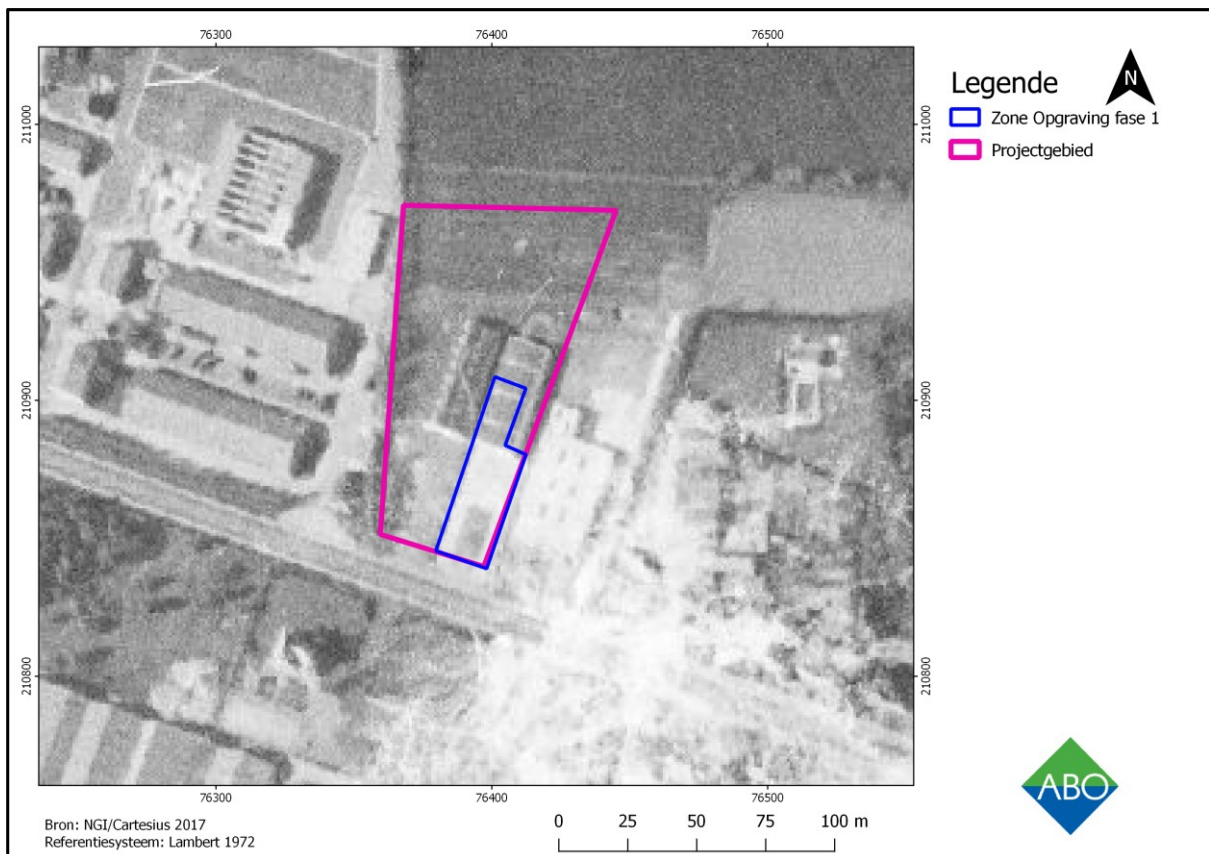 76300 76400 76500
211000 211000
210900 210900
210800 210800
76300 76400 76500
Legende
N
Zone Opgraving fase 1
Projectgebied
ABO
Bron: NGI/Cartesius 2017
Referentiesysteem: Lambert 1972
0 25 50 75 100 m